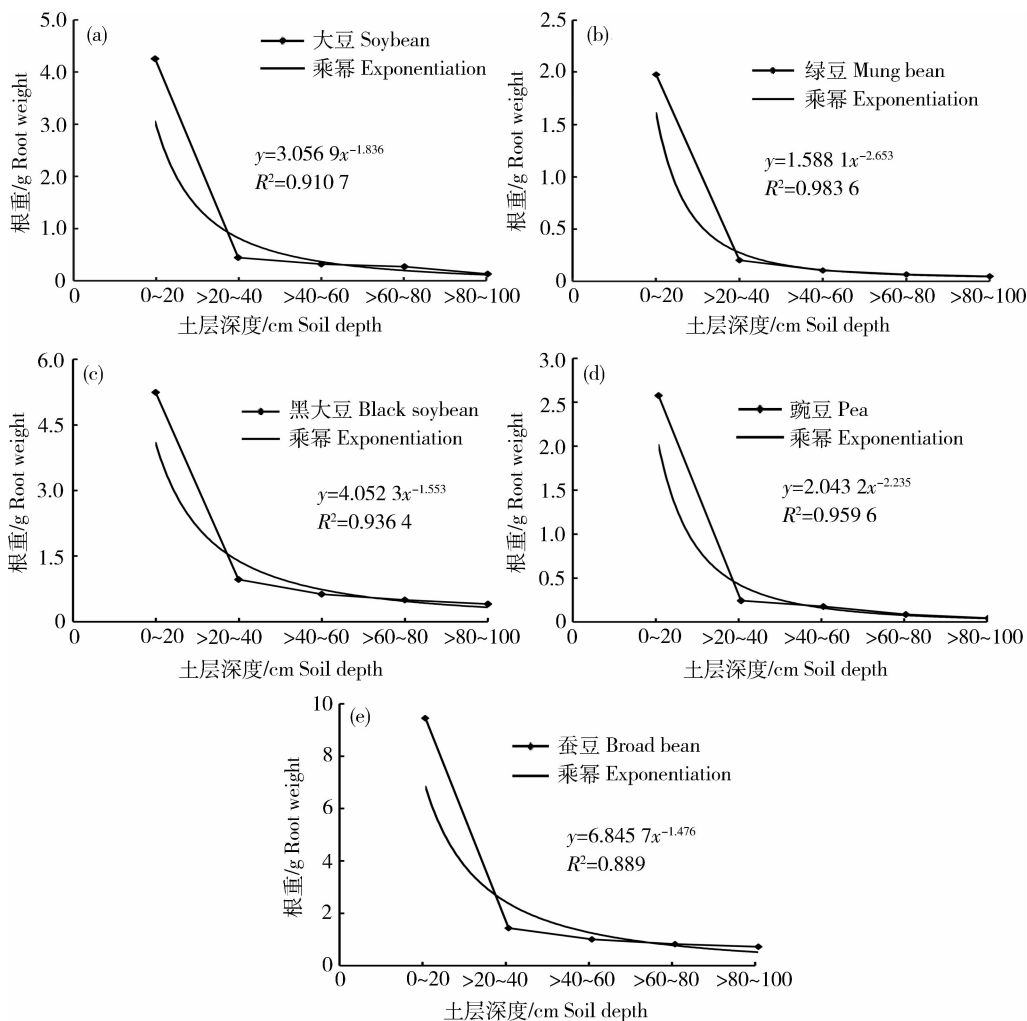 (a)
大豆 Soybean
乘幂 Exponentiation
y=3.056 9x^-1.836
R²=0.910 7
根重/g Root weight
5.0
4.0
3.0
2.0
1.0
0
0 0~20 >20~40 >40~60 >60~80 >80~100
土层深度/cm Soil depth
(b)
绿豆 Mung bean
乘幂 Exponentiation
y=1.588 1x^-2.653
R²=0.983 6
根重/g Root weight
2.5
2.0
1.5
1.0
0.5
0
0 0~20 >20~40 >40~60 >60~80 >80~100
土层深度/cm Soil depth
(c)
黑大豆 Black soybean
乘幂 Exponentiation
y=4.052 3x^-1.553
R²=0.936 4
根重/g Root weight
6.0
4.5
3.0
1.5
0
0 0~20 >20~40 >40~60 >60~80 >80~100
土层深度/cm Soil depth
(d)
豌豆 Pea
乘幂 Exponentiation
y=2.043 2x^-2.235
R²=0.959 6
根重/g Root weight
3.0
2.5
2.0
1.5
1.0
0.5
0
0 0~20 >20~40 >40~60 >60~80 >80~100
土层深度/cm Soil depth
(e)
蚕豆 Broad bean
乘幂 Exponentiation
y=6.845 7x^-1.476
R²=0.889
根重/g Root weight
10
8
6
4
2
0
0 0~20 >20~40 >40~60 >60~80 >80~100
土层深度/cm Soil depth